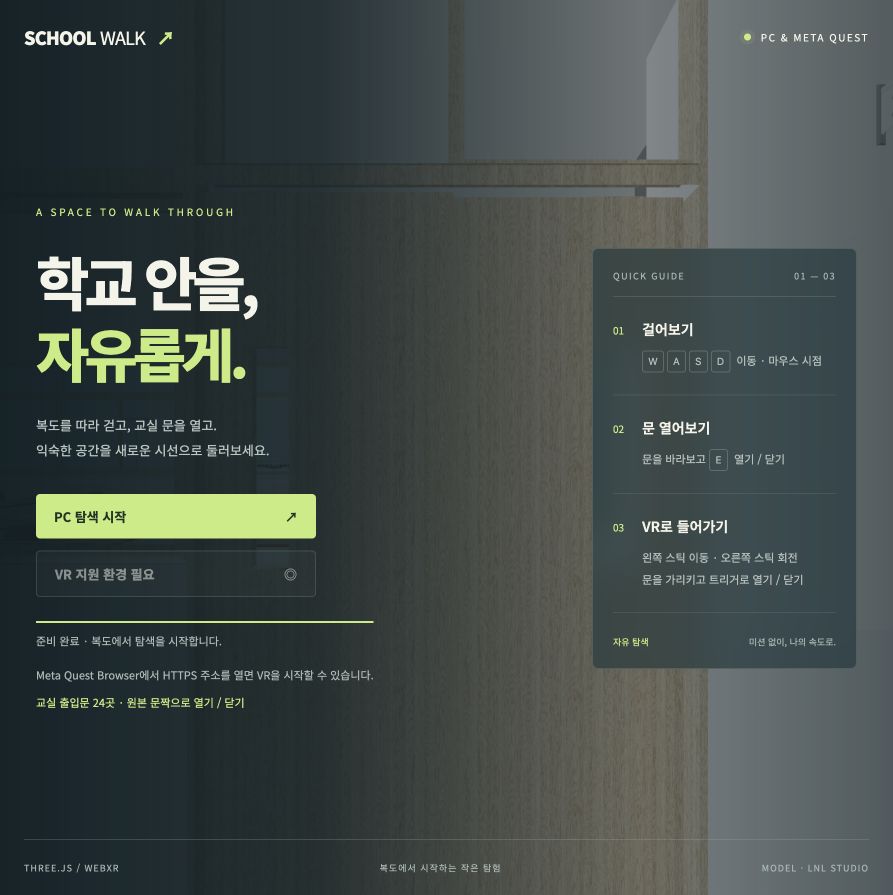 SCHOOL WALK ↗
PC & META QUEST
A SPACE TO WALK THROUGH
학교 안을,
자유롭게.
복도를 따라 걷고, 교실 문을 열고.
익숙한 공간을 새로운 시선으로 둘러보세요.
PC 탐색 시작 ↗
VR 지원 환경 필요 ◎
준비 완료 · 복도에서 탐색을 시작합니다.
Meta Quest Browser에서 HTTPS 주소를 열면 VR을 시작할 수 있습니다.
교실 출입문 24곳 · 원본 문짝으로 열기 / 닫기
QUICK GUIDE 01 — 03
01 걸어보기
W A S D 이동 · 마우스 시점
02 문 열어보기
문을 바라보고 E 열기 / 닫기
03 VR로 들어가기
왼쪽 스틱 이동 · 오른쪽 스틱 회전
문을 가리키고 트리거로 열기 / 닫기
자유 탐색 미션 없이, 나의 속도로.
THREE.JS / WEBXR
복도에서 시작하는 작은 탐험
MODEL · LNL STUDIO